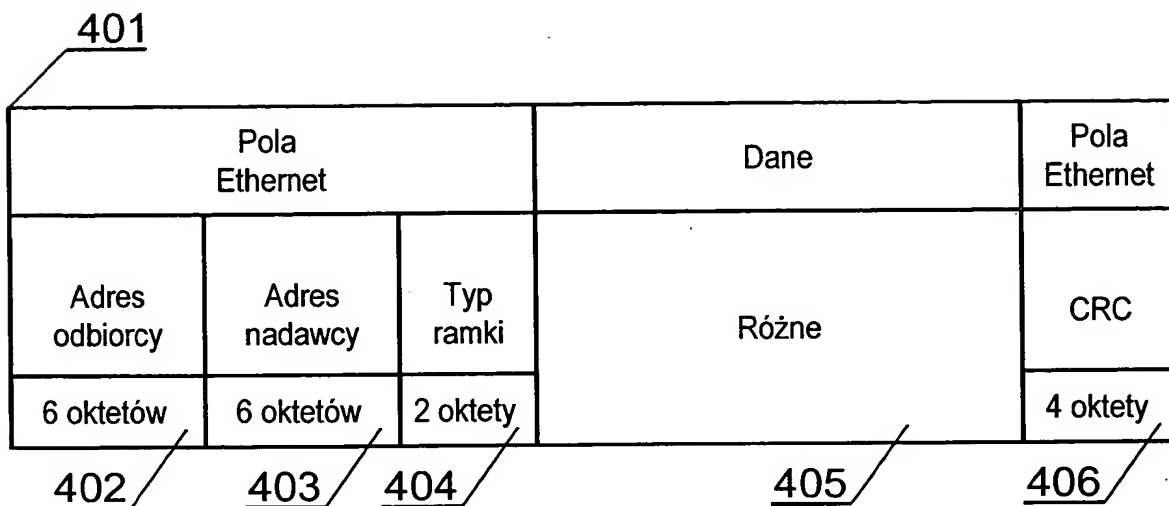 401
Pola
Ethernet
Dane
Pola
Ethernet
Adres
odbiorcy
Adres
nadawcy
Typ
ramki
Różne
CRC
6 oktetów
6 oktetów
2 oktety
4 oktety
402
403
404
405
406